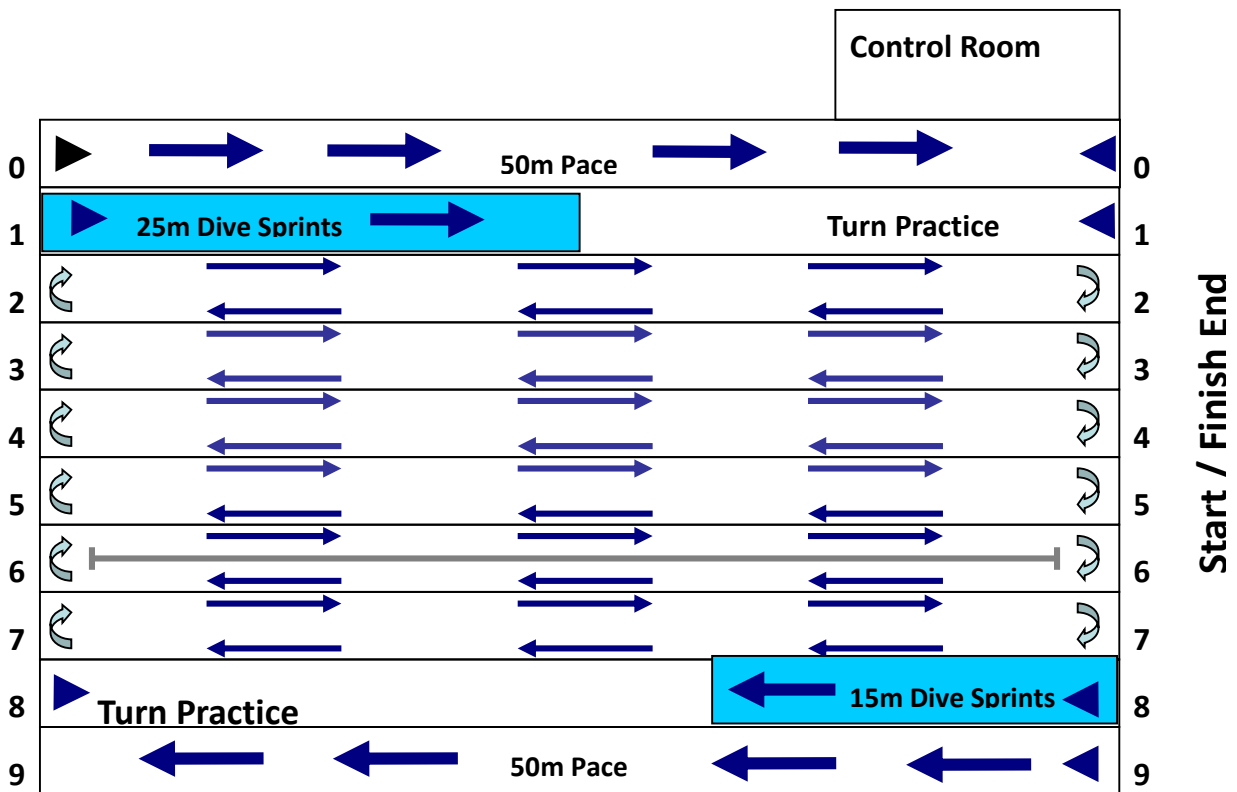 Control Room
0 50m Pace 0
1 25m Dive Sprints Turn Practice 1
2 2
3 3
4 4
5 5
6 6
7 7
8 Turn Practice 15m Dive Sprints 8
9 50m Pace 9
Start / Finish End